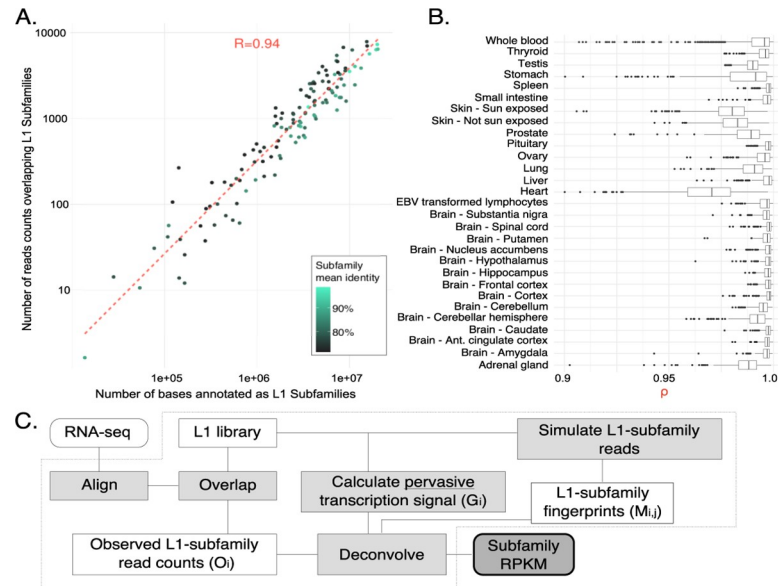 A.
R=0.94
10000
1000
100
10
1e+05
1e+06
1e+07
Number of reads counts overlapping L1 Subfamilies
Number of bases annotated as L1 Subfamilies
Subfamily
mean identity
90%
80%
B.
Whole blood
Thryroid
Testis
Stomach
Spleen
Small intestine
Skin - Sun exposed
Skin - Not sun exposed
Prostate
Pituitary
Ovary
Lung
Liver
Heart
EBV transformed lymphocytes
Brain - Substantia nigra
Brain - Spinal cord
Brain - Putamen
Brain - Nucleus accumbens
Brain - Hypothalamus
Brain - Hippocampus
Brain - Frontal cortex
Brain - Cortex
Brain - Cerebellum
Brain - Cerebellar hemisphere
Brain - Caudate
Brain - Ant. cingulate cortex
Brain - Amygdala
Adrenal gland
0.9
0.95
1.0
ρ
C.
RNA-seq
L1 library
Simulate L1-subfamily
reads
Align
Overlap
Calculate pervasive
transcription signal (Gi)
L1-subfamily
fingerprints (Mi,j)
Observed L1-subfamily
read counts (Oi)
Deconvolve
Subfamily
RPKM